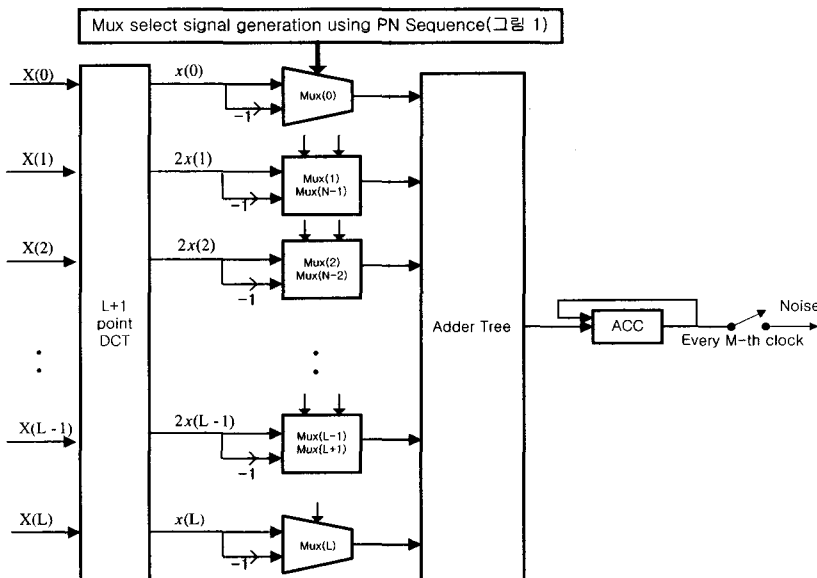 Mux select signal generation using PN Sequence(그림 1)
X(0)
x(0)
Mux(0)
-1
X(1)
2x(1)
Mux(1)
Mux(N-1)
-1
X(2)
2x(2)
Mux(2)
Mux(N-2)
-1
L+1
point
DCT
Adder Tree
ACC
Noise
Every M-th clock
X(L-1)
2x(L-1)
Mux(L-1)
Mux(L+1)
-1
X(L)
x(L)
Mux(L)
-1